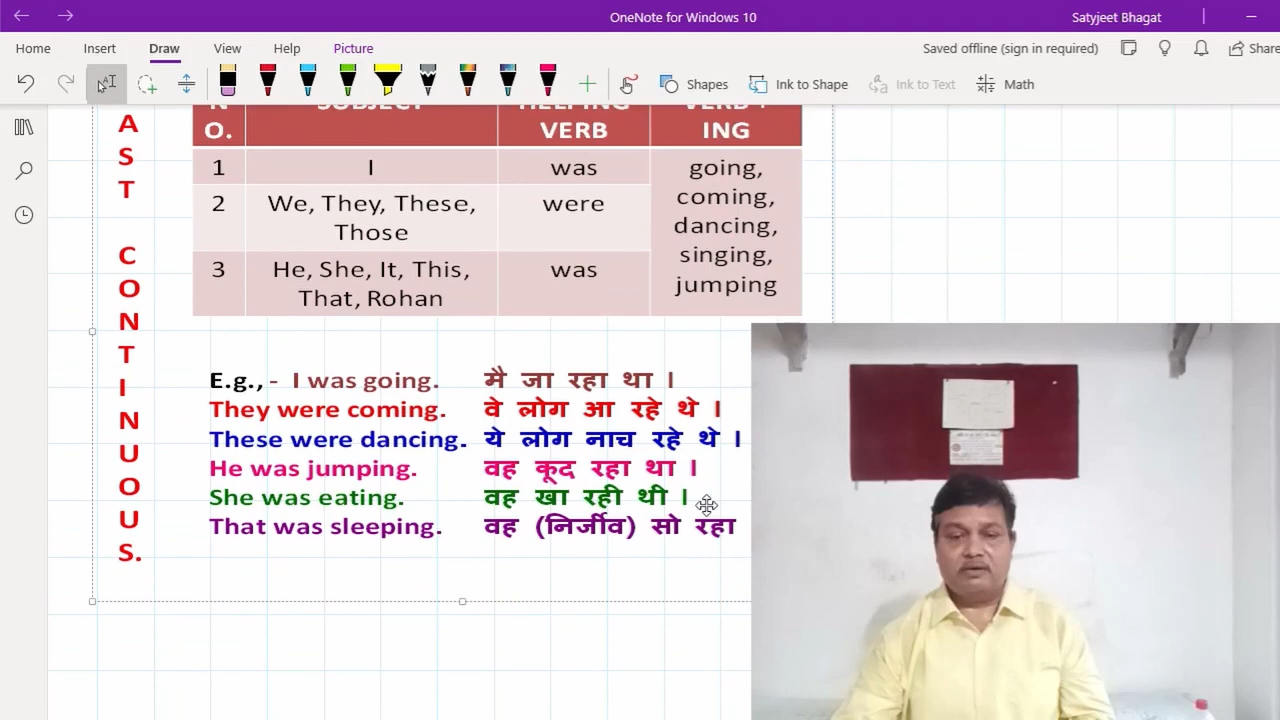 OneNote for Windows 10
Satyjeet Bhagat
Home Insert Draw View Help Picture
Saved offline (sign in required)
Share
Shapes Ink to Shape Ink to Text Math
A
S
T
C
O
N
T
I
N
U
O
U
S.
N SUBJECT HELPING VERB +
O. VERB ING
1 I was going,
coming,
dancing,
singing,
jumping
2 We, They, These, were
Those
3 He, She, It, This, was
That, Rohan
E.g., - I was going. मै जा रहा था ।
They were coming. वे लोग आ रहे थे ।
These were dancing. ये लोग नाच रहे थे ।
He was jumping. वह कूद रहा था ।
She was eating. वह खा रही थी ।
That was sleeping. वह (निर्जीव) सो रहा